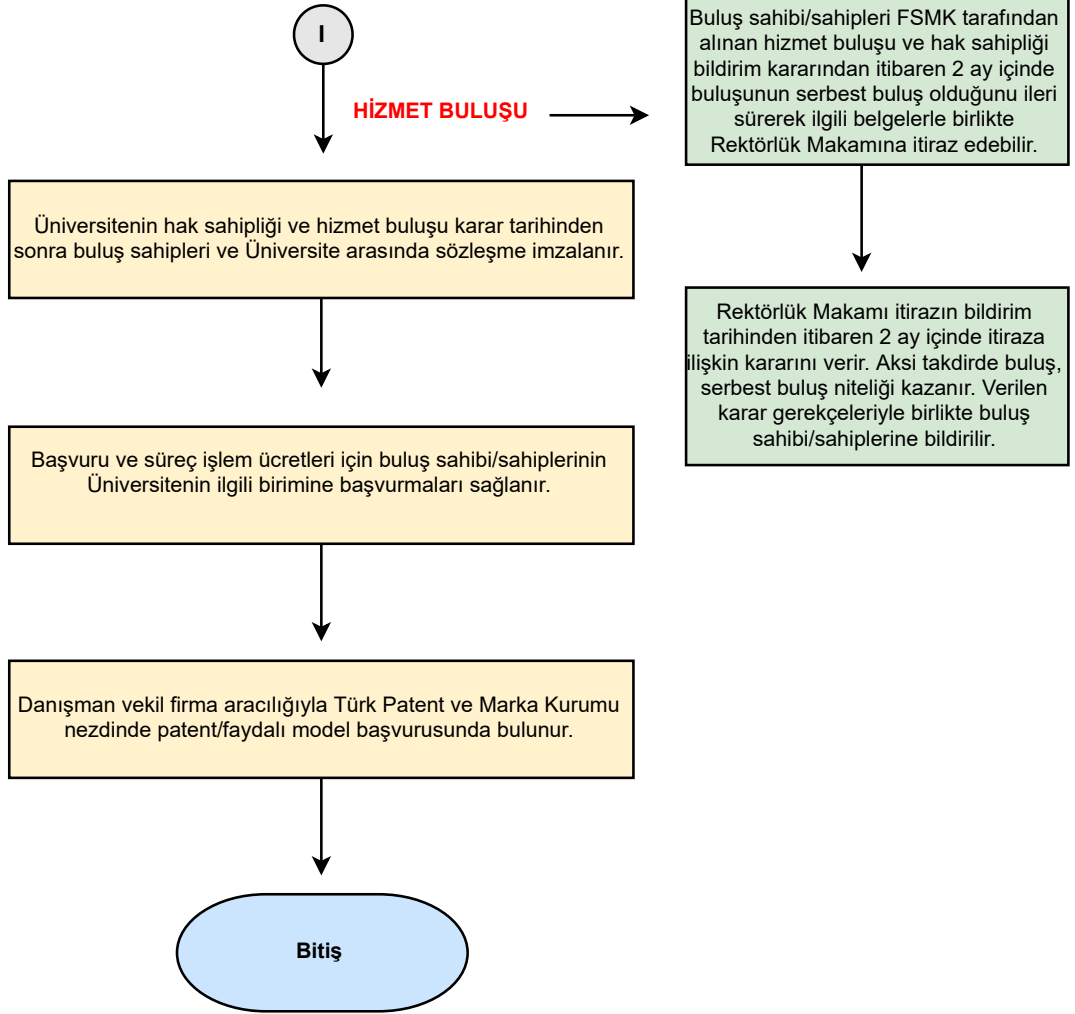 I
HİZMET BULUŞU
Buluş sahibi/sahipleri FSMK tarafından
alınan hizmet buluşu ve hak sahipliği
bildirim kararından itibaren 2 ay içinde
buluşunun serbest buluş olduğunu ileri
sürerek ilgili belgelerle birlikte
Rektörlük Makamına itiraz edebilir.
Üniversitenin hak sahipliği ve hizmet buluşu karar tarihinden
sonra buluş sahipleri ve Üniversite arasında sözleşme imzalanır.
Rektörlük Makamı itirazın bildirim
tarihinden itibaren 2 ay içinde itiraza
ilişkin kararını verir. Aksi takdirde buluş,
serbest buluş niteliği kazanır. Verilen
karar gerekçeleriyle birlikte buluş
sahibi/sahiplerine bildirilir.
Başvuru ve süreç işlem ücretleri için buluş sahibi/sahiplerinin
Üniversitenin ilgili birimine başvurmaları sağlanır.
Danışman vekil firma aracılığıyla Türk Patent ve Marka Kurumu
nezdinde patent/faydalı model başvurusunda bulunur.
Bitiş